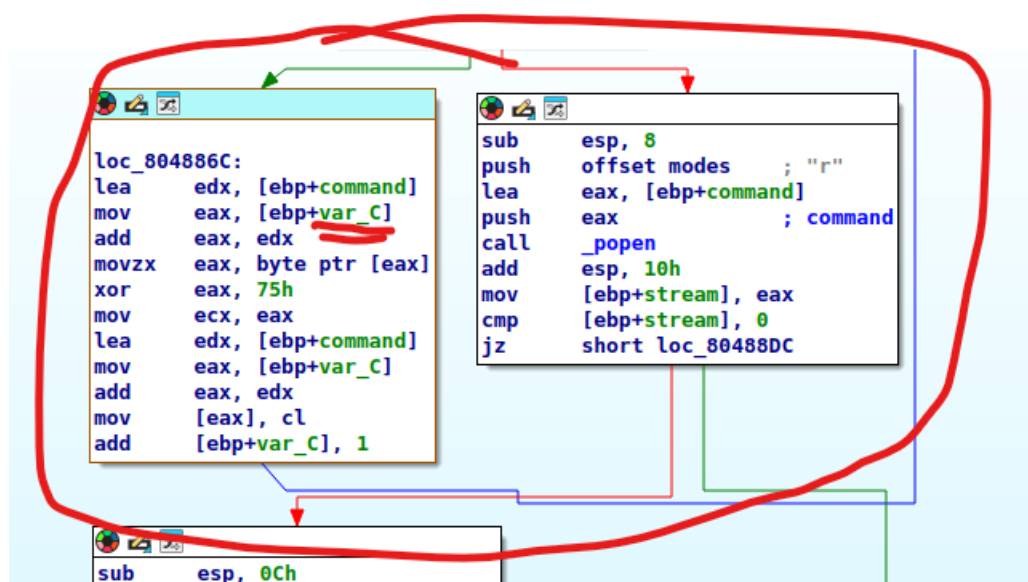 loc_804886C:
lea edx, [ebp+command]
mov eax, [ebp+var_C]
add eax, edx
movzx eax, byte ptr [eax]
xor eax, 75h
mov ecx, eax
lea edx, [ebp+command]
mov eax, [ebp+var_C]
add eax, edx
mov [eax], cl
add [ebp+var_C], 1
sub esp, 8
push offset modes ; "r"
lea eax, [ebp+command]
push eax ; command
call _popen
add esp, 10h
mov [ebp+stream], eax
cmp [ebp+stream], 0
jz short loc_80488DC
sub esp, 0Ch